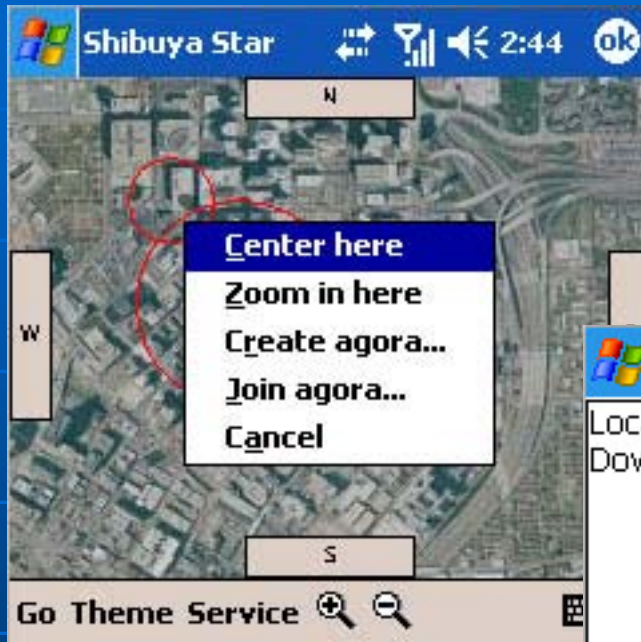 Shibuya Star 2:44 ok
N
Center here
Zoom in here
W
Create agora...
Join agora...
Cancel
S
Go Theme Service